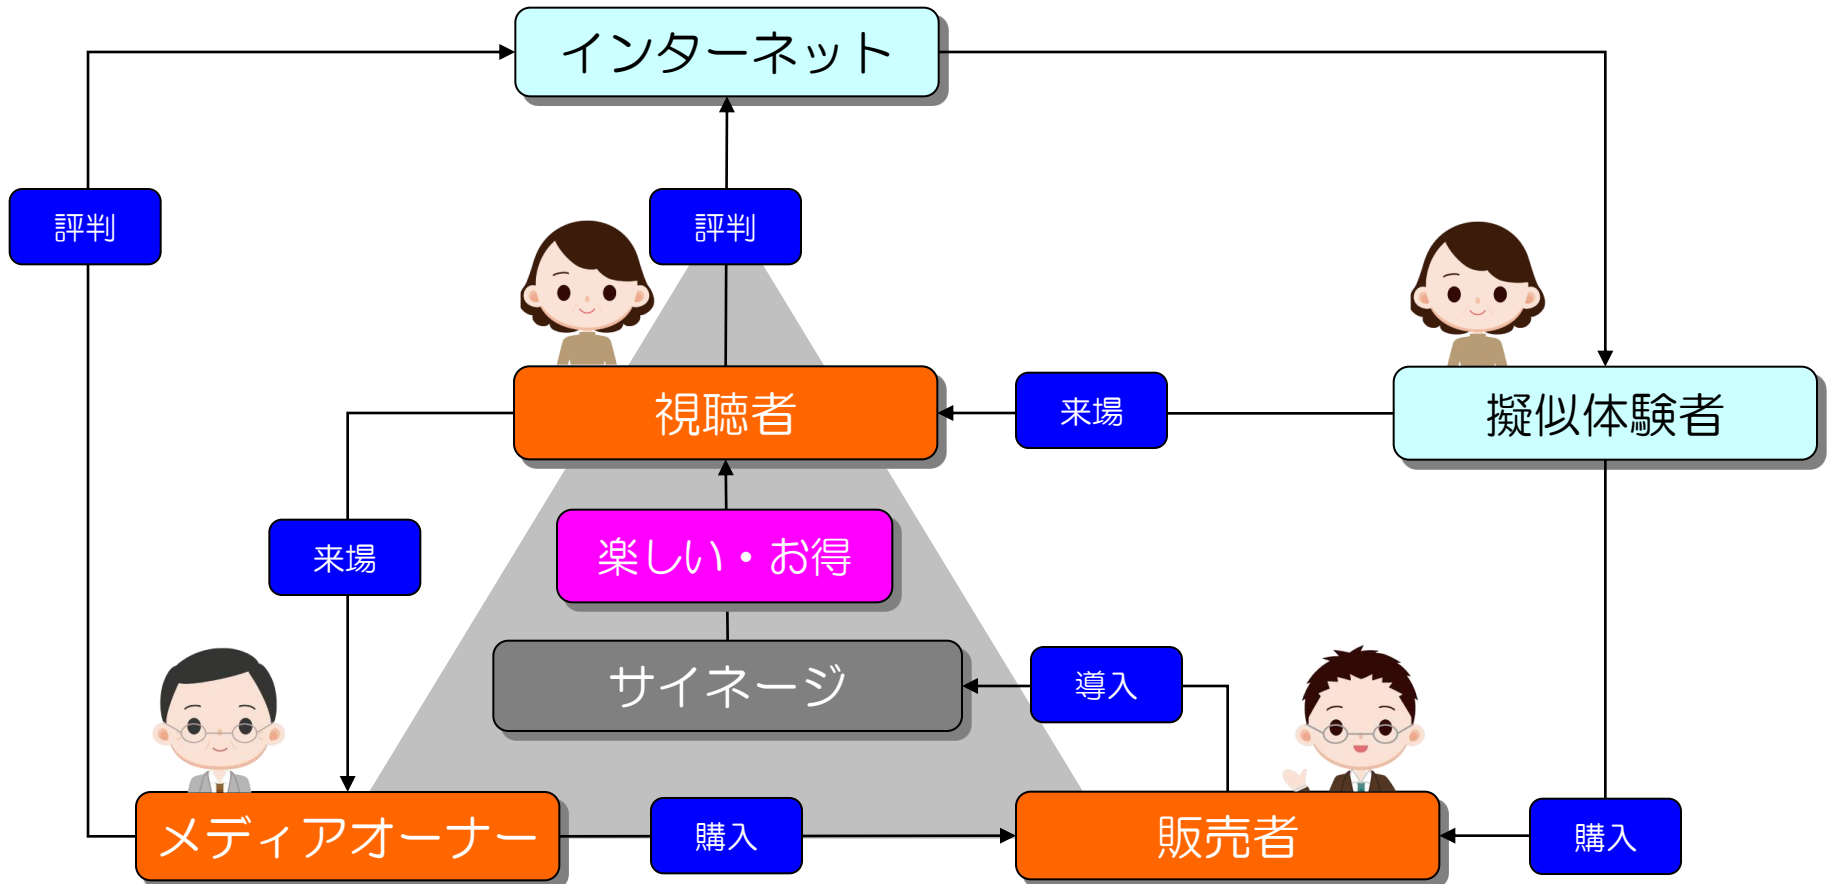 インターネット
評判
評判
視聴者
来場
擬似体験者
来場
楽しい・お得
サイネージ
導入
メディアオーナー
購入
販売者
購入